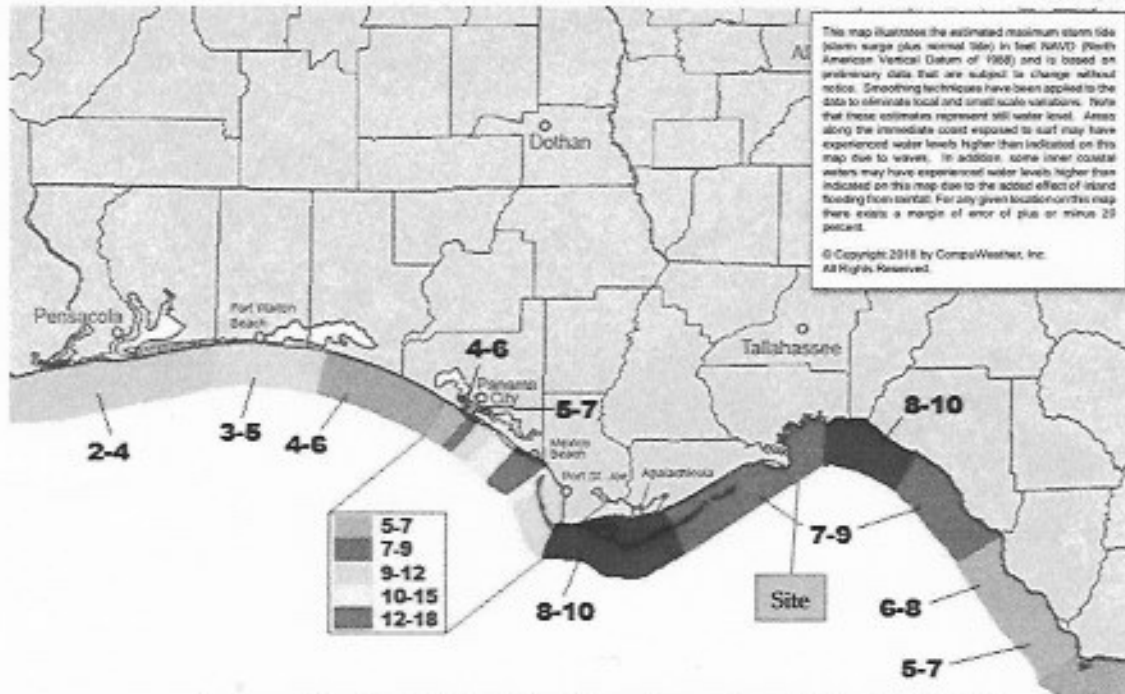 This map illustrates the estimated maximum storm tide
(storm surge plus normal tide) in feet NAVD (North
American Vertical Datum of 1988) and is based on
preliminary data that are subject to change without
notice. Smoothing techniques have been applied to the
data to eliminate local and small scale variations. Note
that these estimates represent still water level. Areas
along the immediate coast exposed to surf may have
experienced water levels higher than indicated on this
map due to waves. In addition, some inner coastal
waters may have experienced water levels higher than
indicated on this map due to the added effect of inland
flooding from rainfall. For any given location on this map
there exists a margin of error of plus or minus 20
percent.
© Copyright 2018 by CompuWeather, Inc.
All Rights Reserved.
Al
Dothan
Pensacola
Fort Walton
Beach
Tallahassee
4-6
Panama
City
5-7
8-10
2-4
3-5
4-6
Mexico
Beach
Port St. Joe
Apalachicola
7-9
5-7
7-9
9-12
10-15
12-18
8-10
Site
6-8
5-7